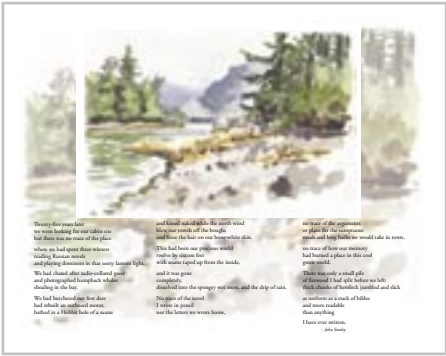 Twenty-five years later
we went looking for our cabin site
but there was no trace of the place
where we had spent three winters
reading Russian novels
and playing dominoes in that sooty lantern light.
We had chased after radio-collared geese
and photographed humpback whales
shoaling in the bay.
We had butchered our first deer
had rebuilt an outboard motor,
bathed in a Hobbit hole of a sauna
and kissed naked while the north wind
blew our towels off the boughs
and froze the hair on our bone-white skin.
This had been our precious world
twelve by sixteen feet
with seams taped up from the inside,
and it was gone
completely,
dissolved into the spongy wet moss, and the drip of rain.
No trace of the novel
I wrote in pencil
nor the letters we wrote home,
no trace of the arguments
or plans for the sumptuous
meals and long baths we would take in town,
no trace of how our memory
had burned a place in this cool
green world.
There was only a small pile
of firewood I had split before we left:
thick chunks of hemlock jumbled and slick
as uniform as a stack of bibles
and more readable
than anything
I have ever written.
- John Straley